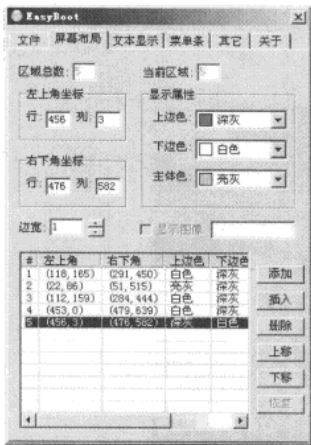 EasyBoot
文件 屏幕布局 文本显示 菜单条 其它 关于
区域总数: 5 当前区域: 5
左上角坐标 显示属性
行: 456 列: 3 上边色: 深灰
下边色: 白色
右下角坐标 主体色: 亮灰
行: 476 列: 582
边宽: 1 显示图像
# 左上角 右下角 上边色 下边色
1 (118,165) (291,450) 白色 深灰
2 (22,86) (51,515) 亮灰 深灰
3 (112,159) (284,444) 白色 深灰
4 (453,0) (479,639) 白色 深灰
5 (456,3) (476,582) 深灰 白色
添加
插入
删除
上移
下移
恢复